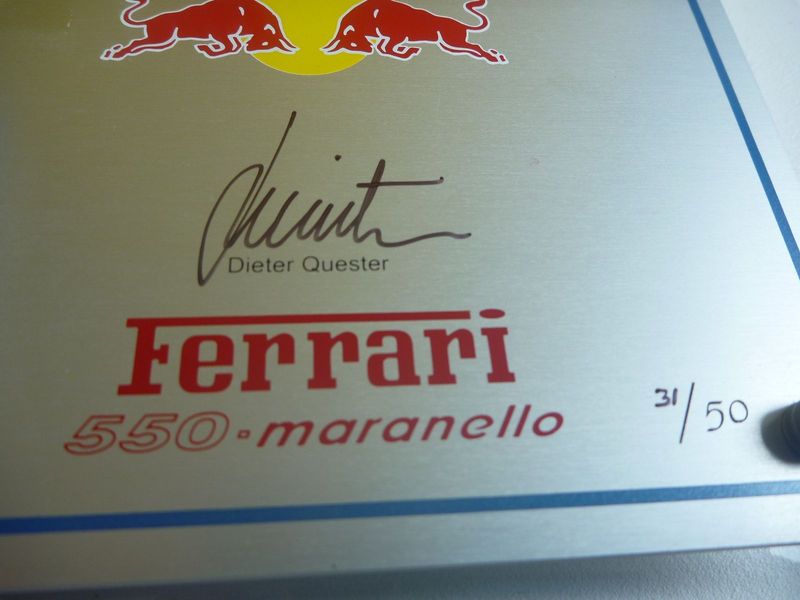 Dieter Quester
Ferrari
550 maranello
31/50